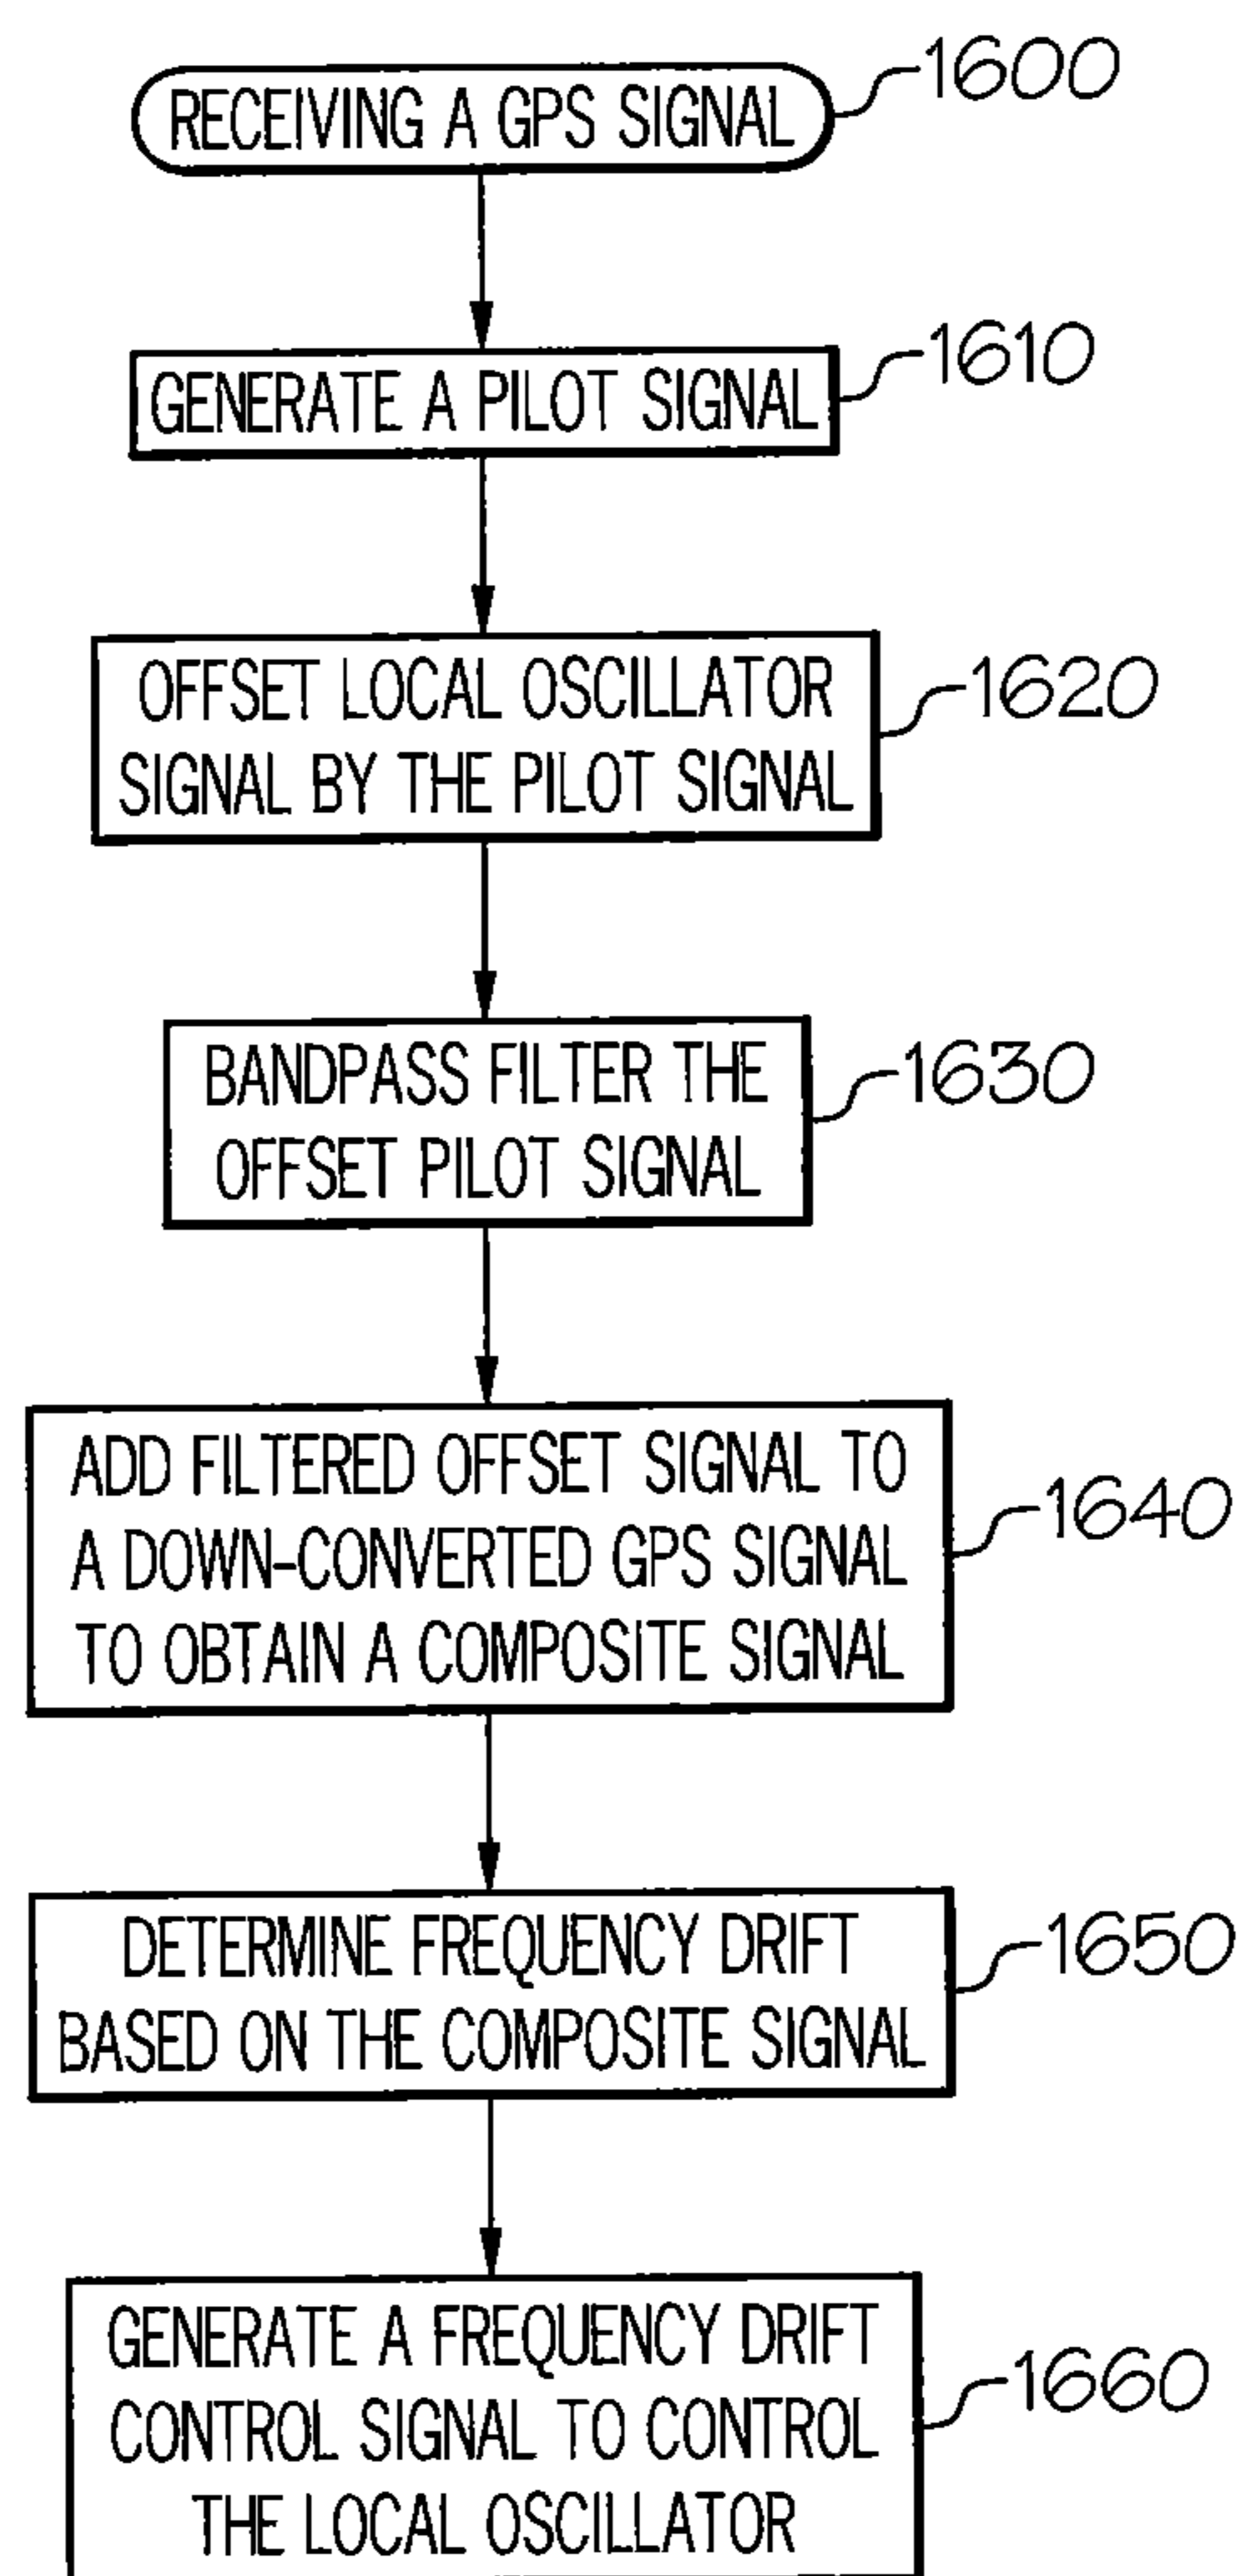 RECEIVING A GPS SIGNAL
1600
GENERATE A PILOT SIGNAL
1610
OFFSET LOCAL OSCILLATOR
SIGNAL BY THE PILOT SIGNAL
1620
BANDPASS FILTER THE
OFFSET PILOT SIGNAL
1630
ADD FILTERED OFFSET SIGNAL TO
A DOWN-CONVERTED GPS SIGNAL
TO OBTAIN A COMPOSITE SIGNAL
1640
DETERMINE FREQUENCY DRIFT
BASED ON THE COMPOSITE SIGNAL
1650
GENERATE A FREQUENCY DRIFT
CONTROL SIGNAL TO CONTROL
THE LOCAL OSCILLATOR
1660